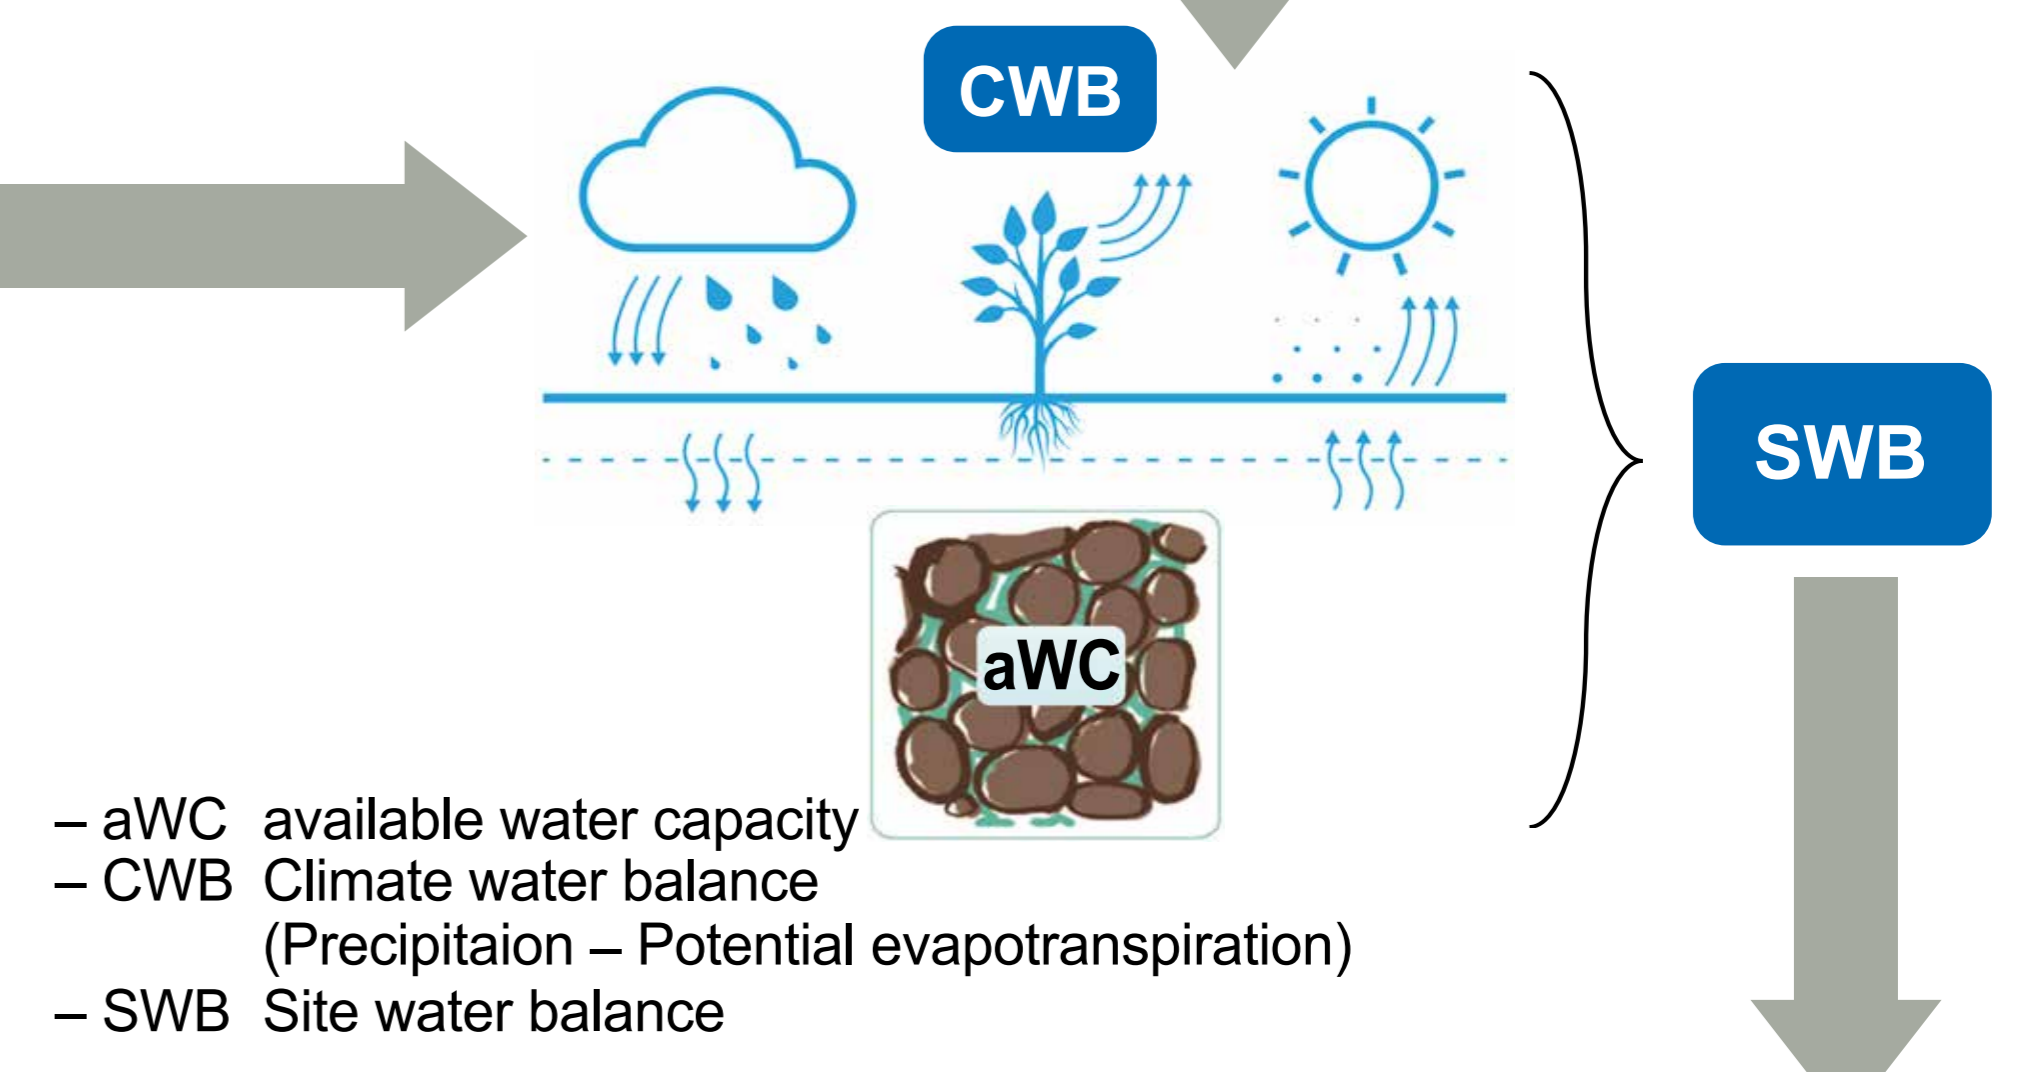 CWB
SWB
aWC
– aWC available water capacity
– CWB Climate water balance
(Precipitaion – Potential evapotranspiration)
– SWB Site water balance